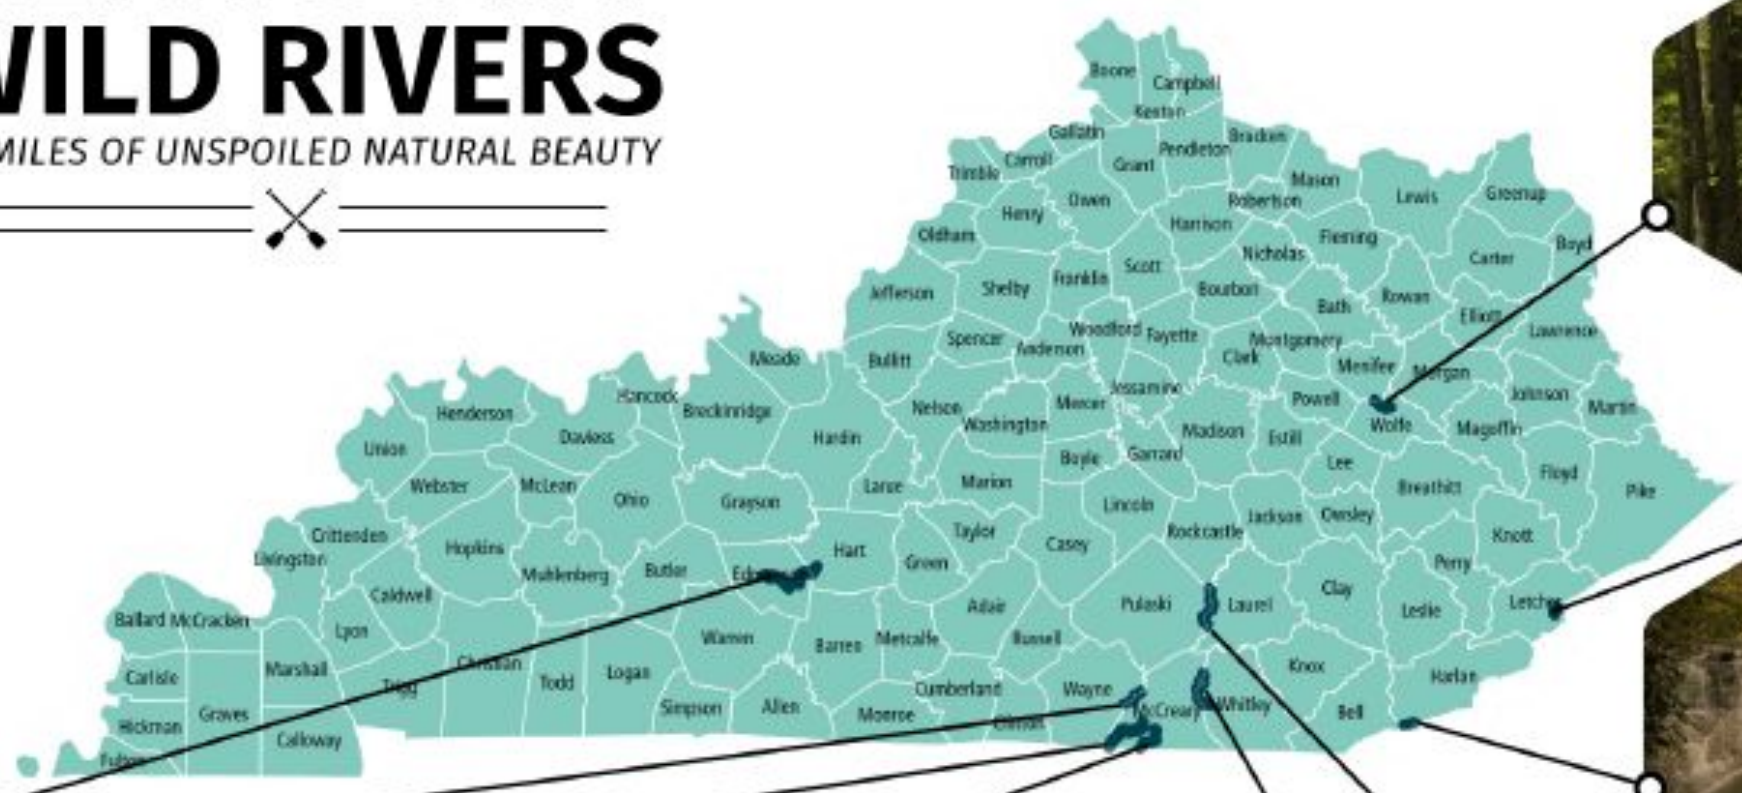 WILD RIVERS
MILES OF UNSPOILED NATURAL BEAUTY
Boone
Campbell
Kenton
Gallatin
Bracken
Carroll
Grant
Pendleton
Trimble
Mason
Lewis
Greenup
Henry
Owen
Robertson
Harrison
Oldham
Fleming
Boyd
Nicholas
Carter
Scott
Franklin
Shelby
Jefferson
Bourbon
Bath
Rowan
Elliott
Woodford
Fayette
Lawrence
Spencer
Anderson
Montgomery
Clark
Meade
Bullitt
Menifee
Morgan
Jessamine
Johnson
Hancock
Powell
Mercer
Nelson
Martin
Henderson
Breckinridge
Washington
Wolfe
Magoffin
Daviess
Hardin
Madison
Estill
Union
Boyle
Garrard
Lee
Floyd
Webster
McLean
Larue
Marion
Breathitt
Pike
Ohio
Grayson
Lincoln
Jackson
Owsley
Crittenden
Taylor
Rockcastle
Knott
Hopkins
Hart
Casey
Livingston
Green
Perry
Muhlenberg
Butler
Clay
Caldwell
Adair
Pulaski
Laurel
Leslie
Letcher
Ballard
McCracken
Lyon
Warren
Barren
Metcalfe
Russell
Christian
Marshall
Carlisle
Logan
Todd
Trigg
Knox
Harlan
Cumberland
Wayne
Simpson
Allen
Monroe
Clinton
McCreary
Whitley
Bell
Graves
Hickman
Calloway
Fulton